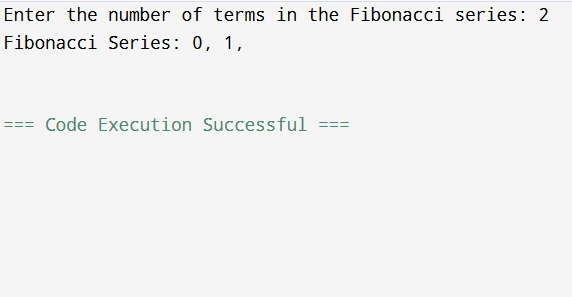 Enter the number of terms in the Fibonacci series: 2
Fibonacci Series: 0, 1,
=== Code Execution Successful ===